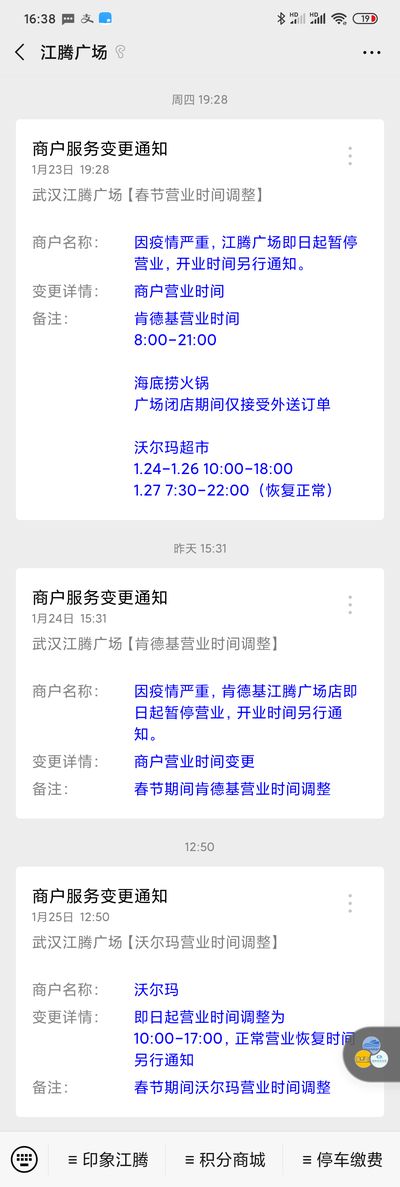 16:38
19
江腾广场
周四 19:28
商户服务变更通知
1月23日 19:28
武汉江腾广场【春节营业时间调整】
商户名称: 因疫情严重, 江腾广场即日起暂停
营业, 开业时间另行通知。
变更详情: 商户营业时间
备注: 肯德基营业时间
8:00-21:00
海底捞火锅
广场闭店期间仅接受外送订单
沃尔玛超市
1.24-1.26 10:00-18:00
1.27 7:30-22:00（恢复正常）
昨天 15:31
商户服务变更通知
1月24日 15:31
武汉江腾广场【肯德基营业时间调整】
商户名称: 因疫情严重, 肯德基江腾广场店即
日起暂停营业, 开业时间另行通
知。
变更详情: 商户营业时间变更
备注: 春节期间肯德基营业时间调整
12:50
商户服务变更通知
1月25日 12:50
武汉江腾广场【沃尔玛营业时间调整】
商户名称: 沃尔玛
变更详情: 即日起营业时间调整为
10:00-17:00, 正常营业恢复时间
另行通知
备注: 春节期间沃尔玛营业时间调整
印象江腾 积分商城 停车缴费